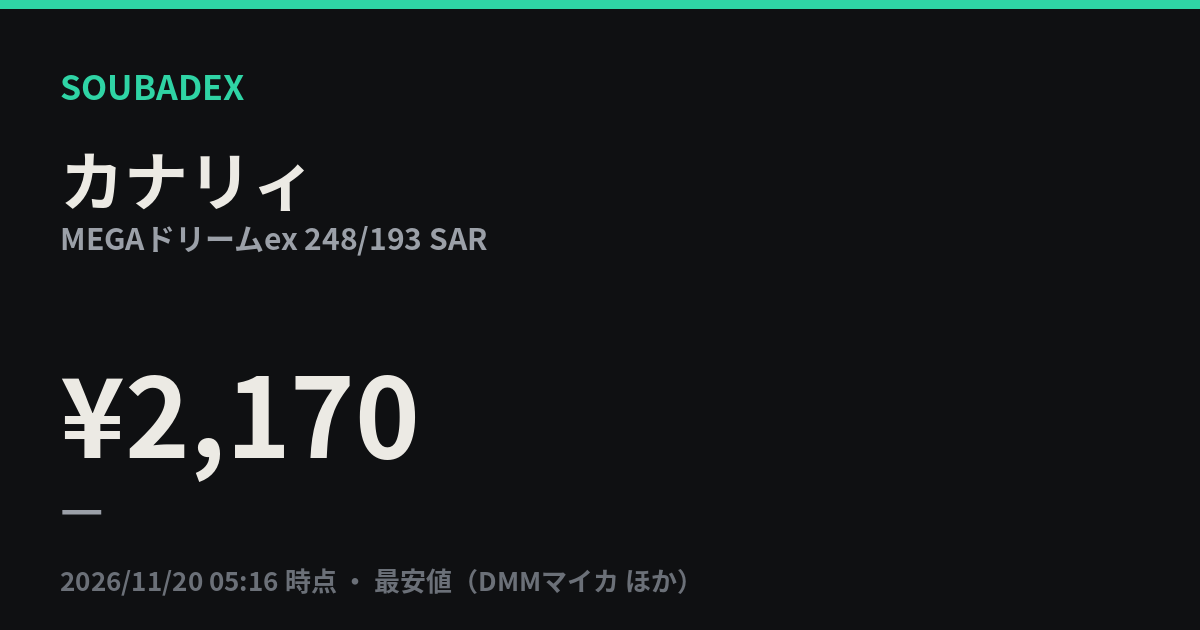 SOUBADEX
カナリィ
MEGAドリームex 248/193 SAR
¥2,170
—
2026/11/20 05:16 時点 ・ 最安値（DMMマイカ ほか）